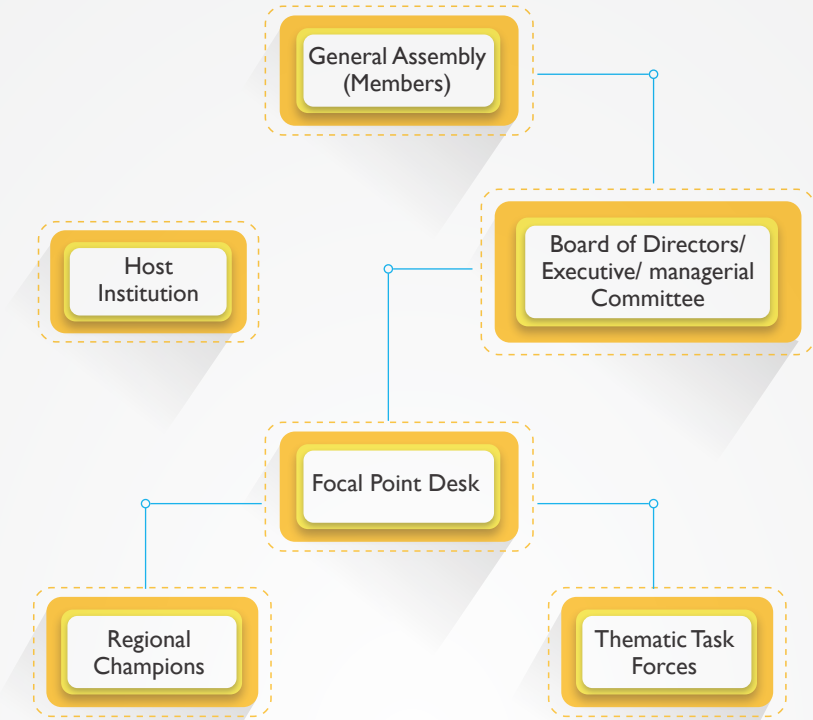 General Assembly
(Members)
Board of Directors/
Executive/ managerial
Committee
Host
Institution
Focal Point Desk
Regional
Champions
Thematic Task
Forces